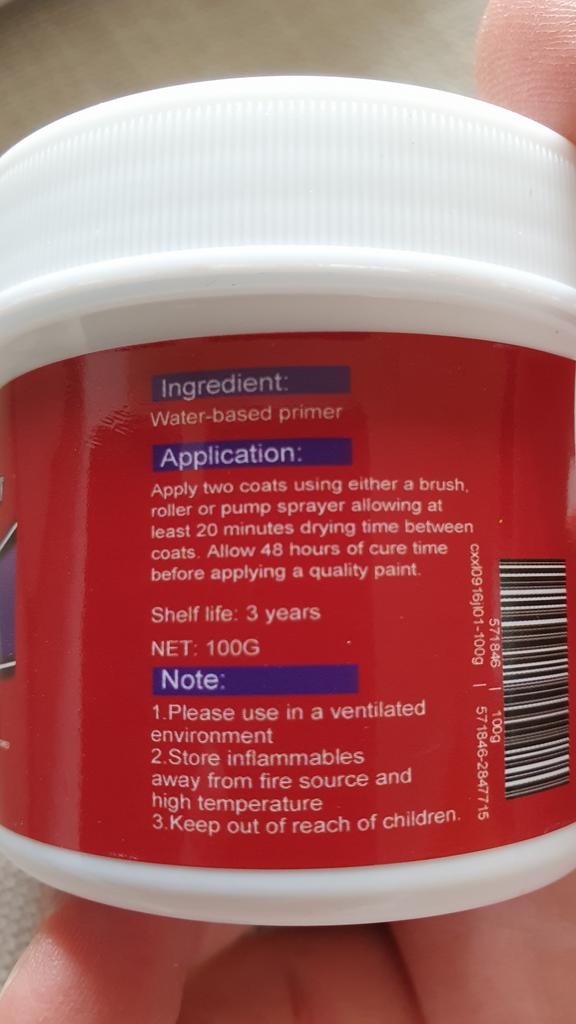 Ingredient:
Water-based primer
Application:
Apply two coats using either a brush,
roller or pump sprayer allowing at
least 20 minutes drying time between
coats. Allow 48 hours of cure time
before applying a quality paint.
Shelf life: 3 years
NET: 100G
Note:
1.Please use in a ventilated
environment
2.Store inflammables
away from fire source and
high temperature
3.Keep out of reach of children.
571846 | 100g
cxxl0916jl01-100g | 571846-2847715